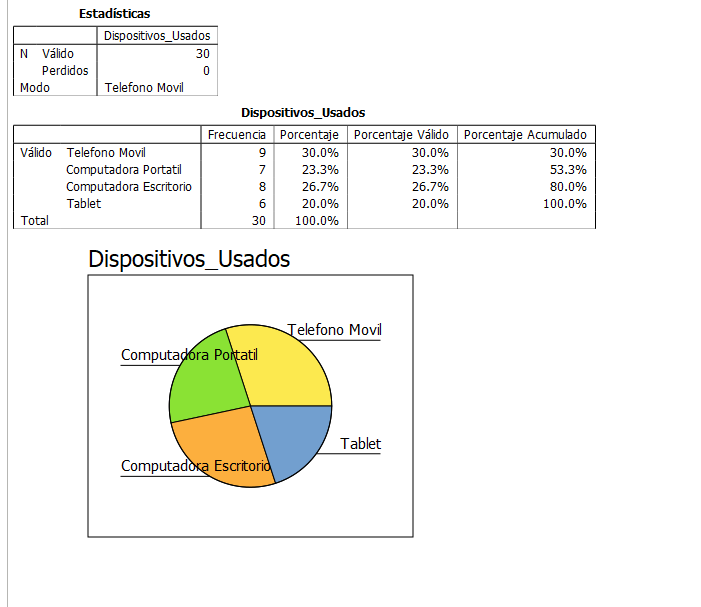 Estadísticas
Dispositivos_Usados
N Válido 30
Perdidos 0
Modo Telefono Movil
Dispositivos_Usados
Frecuencia Porcentaje Porcentaje Válido Porcentaje Acumulado
Válido Telefono Movil 9 30.0% 30.0% 30.0%
Computadora Portatil 7 23.3% 23.3% 53.3%
Computadora Escritorio 8 26.7% 26.7% 80.0%
Tablet 6 20.0% 20.0% 100.0%
Total 30 100.0%
Dispositivos_Usados
Telefono Movil
Computadora Portatil
Tablet
Computadora Escritorio